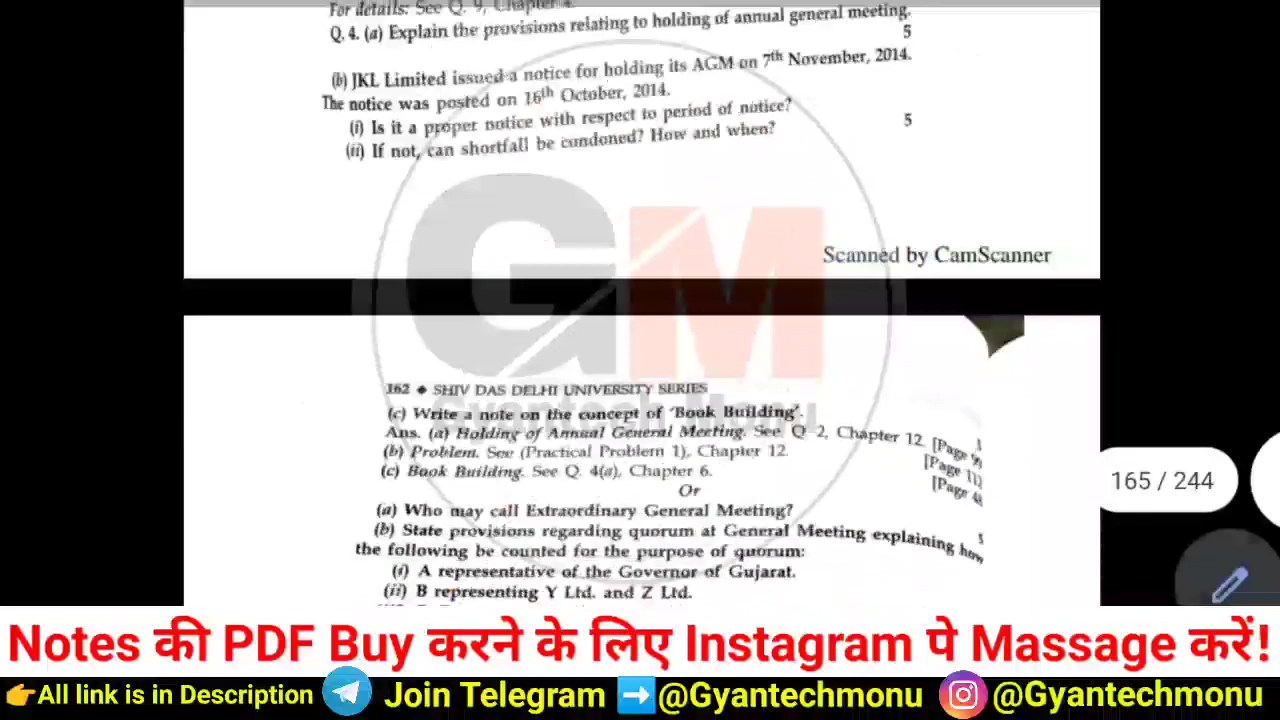 For details: See Q. 9, Chapter 4.
Q. 4. (a) Explain the provisions relating to holding of annual general meeting.
5
(b) JKL Limited issued a notice for holding its AGM on 7th November, 2014.
The notice was posted on 16th October, 2014.
(i) Is it a proper notice with respect to period of notice?
(ii) If not, can shortfall be condoned? How and when?
5
GM
Gyantech Monu
Scanned by CamScanner
162 ◆ SHIV DAS DELHI UNIVERSITY SERIES
(c) Write a note on the concept of 'Book Building'.
Ans. (a) Holding of Annual General Meeting. See Q. 2, Chapter 12. [Page
(b) Problem. See (Practical Problem 1), Chapter 12. [Page
(c) Book Building. See Q. 4(a), Chapter 6. [Page
Or
(a) Who may call Extraordinary General Meeting?
(b) State provisions regarding quorum at General Meeting explaining how
the following be counted for the purpose of quorum:
(i) A representative of the Governor of Gujarat.
(ii) B representing Y Ltd. and Z Ltd.
165 / 244
Notes की PDF Buy करने के लिए Instagram पे Massage करें!
👉All link is in Description Join Telegram ➡️@Gyantechmonu @Gyantechmonu